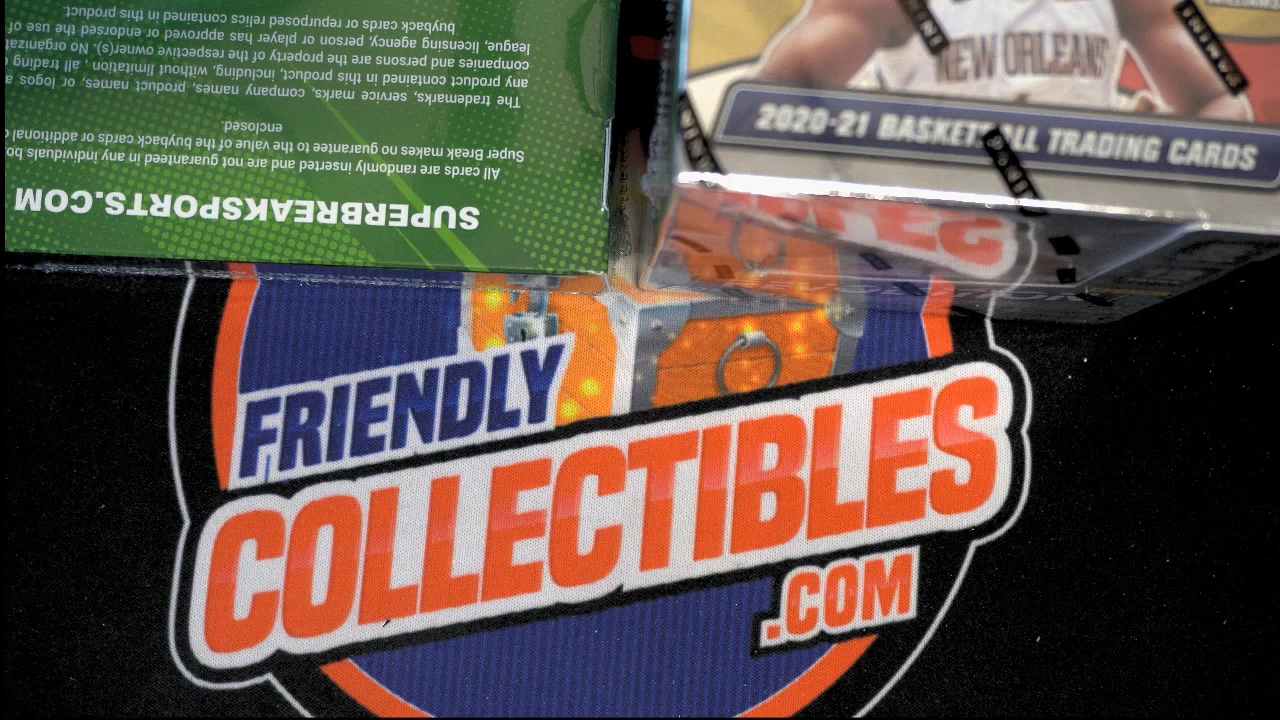 SUPERBREAKSPORTS.COM
All cards are randomly inserted and are not guaranteed in any individuals
Super Break makes no guarantee to the value of the buyback cards or additional
enclosed.
The trademarks, service marks, company names, product names, or logos
any product contained in this product, including, without limitation, all trading
companies and persons are the property of the respective owner(s). No
league, licensing agency, person or player has approved or endorsed the use of
buyback cards or repurposed relics contained in this product.
NEW ORLEANS
2020-21 BASKETBALL TRADING CARDS
PANINI
FRIENDLY
COLLECTIBLES
.COM